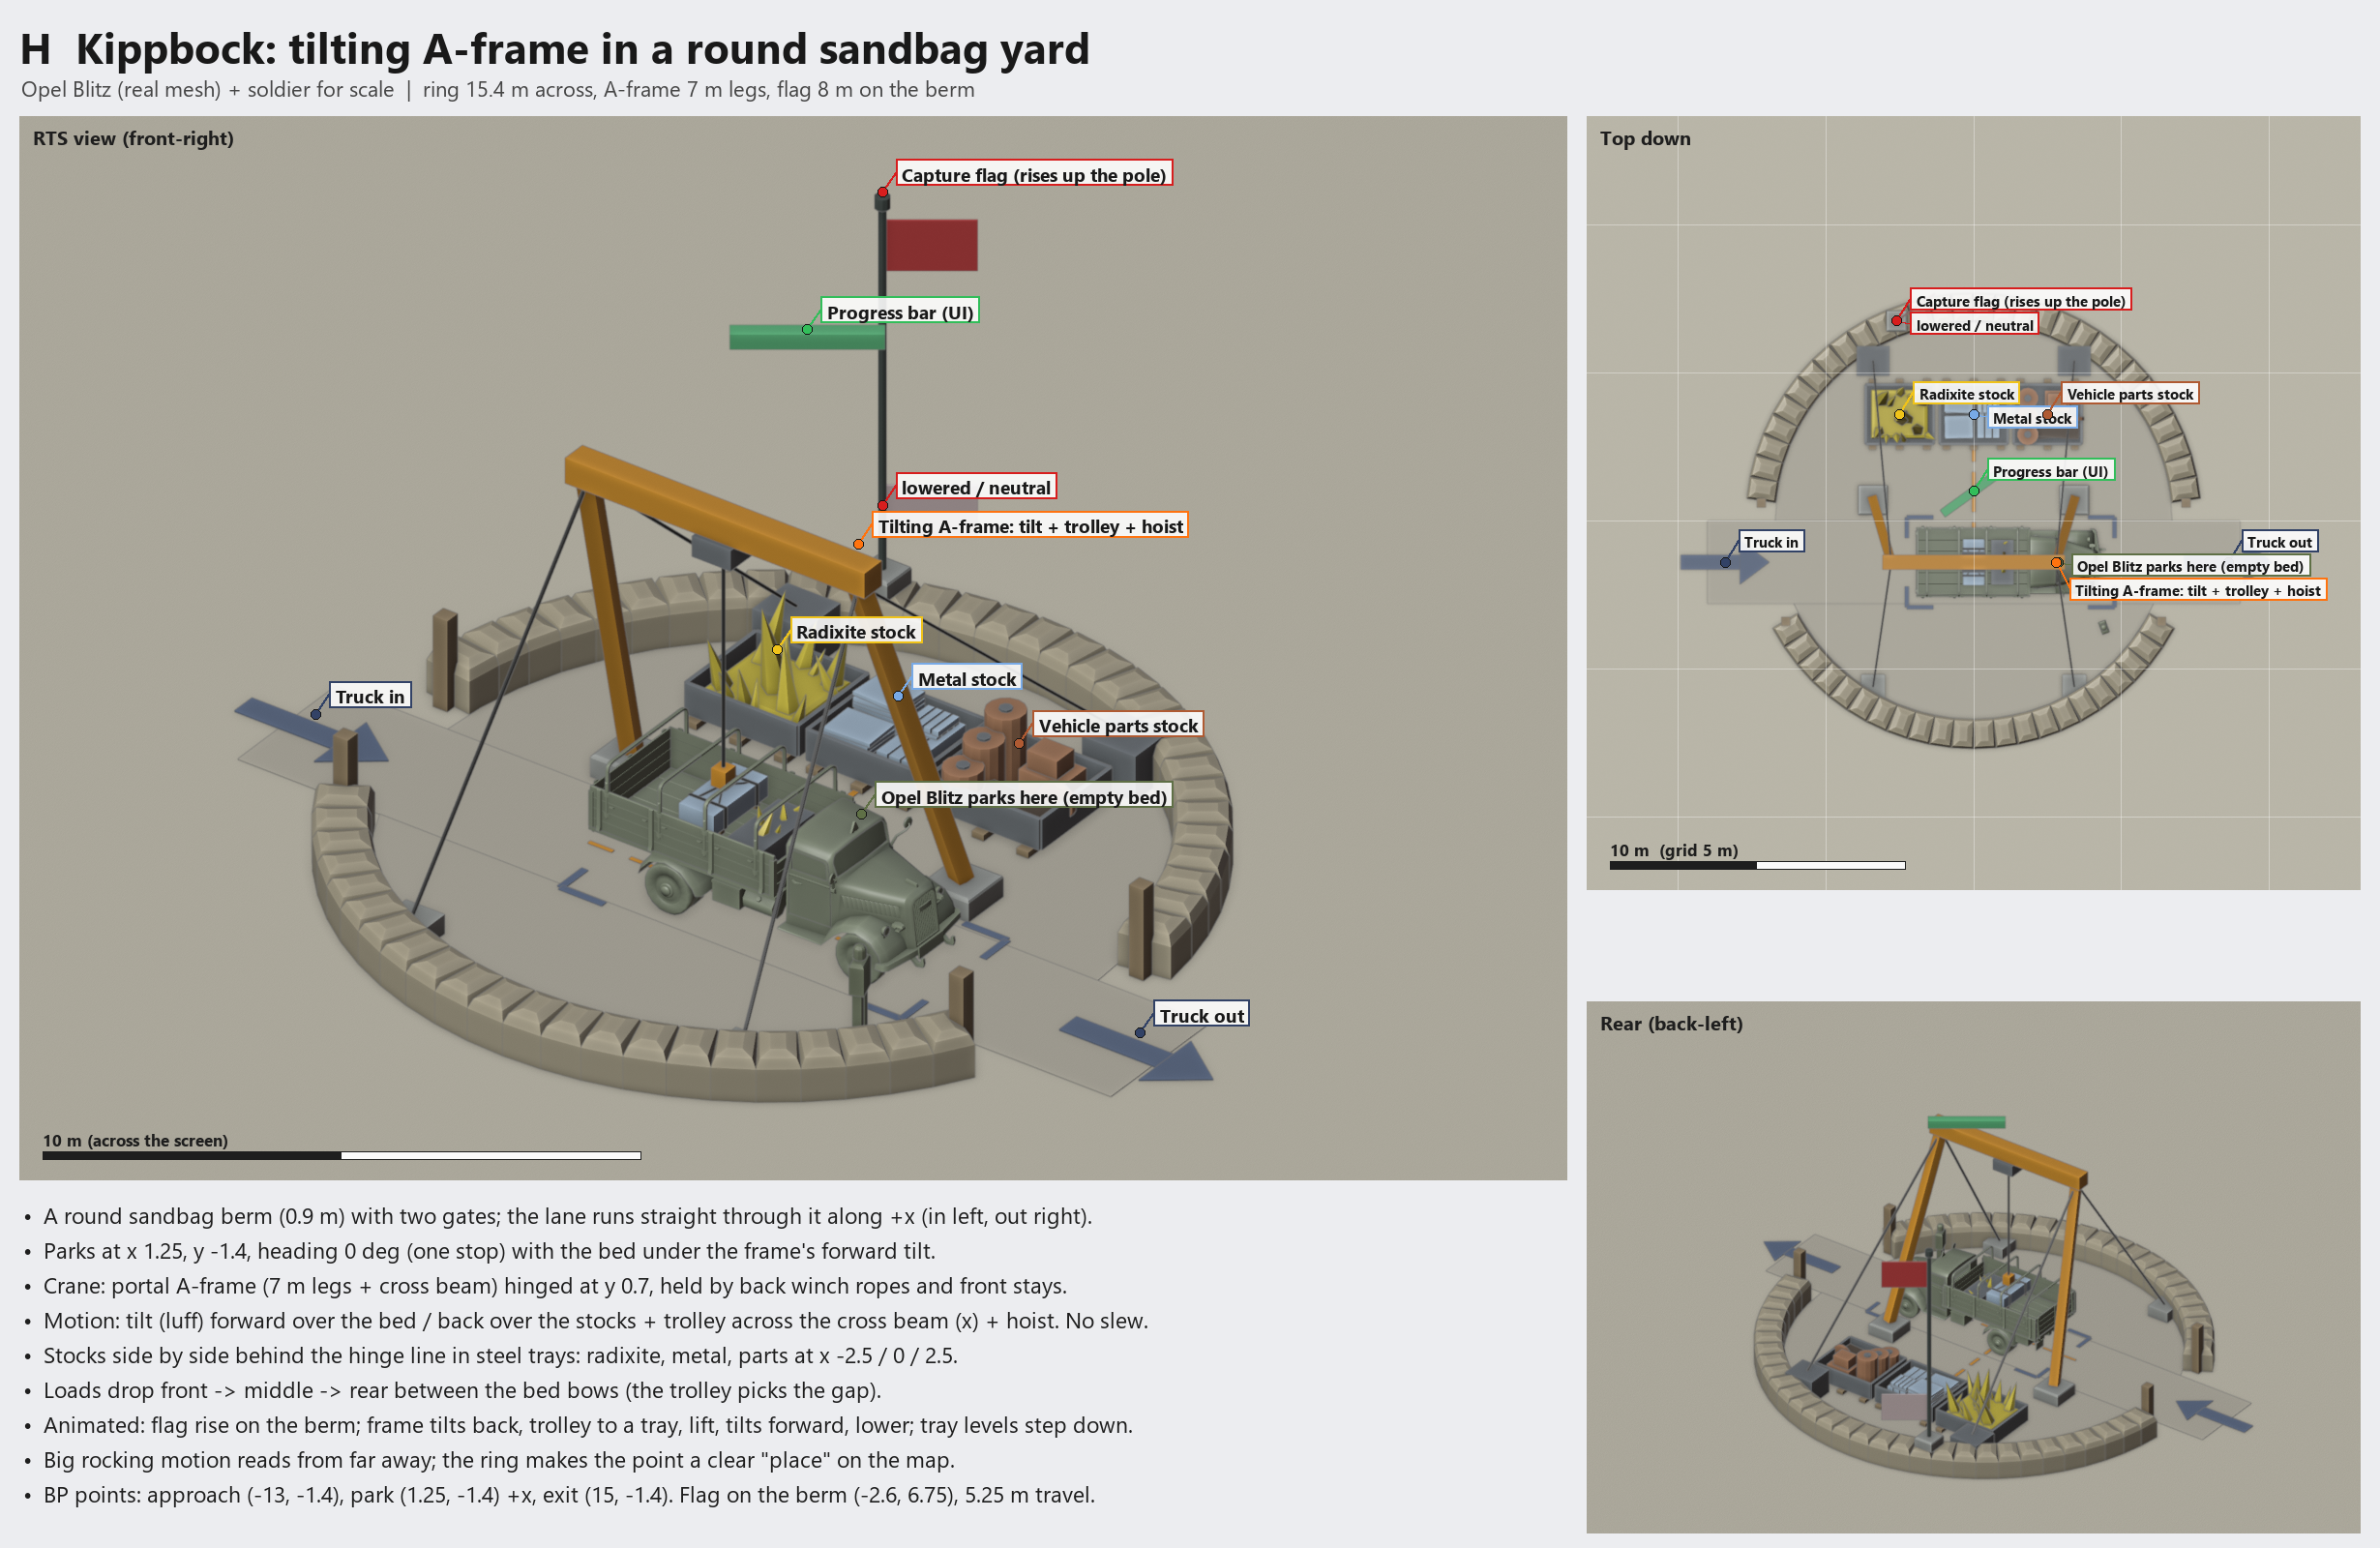 H Kippbock: tilting A-frame in a round sandbag yard
Opel Blitz (real mesh) + soldier for scale | ring 15.4 m across, A-frame 7 m legs, flag 8 m on the berm
RTS view (front-right)
Capture flag (rises up the pole)
Progress bar (UI)
lowered / neutral
Tilting A-frame: tilt + trolley + hoist
Radixite stock
Metal stock
Truck in
Vehicle parts stock
Opel Blitz parks here (empty bed)
Truck out
10 m (across the screen)
Top down
Capture flag (rises up the pole)
lowered / neutral
Radixite stock
Vehicle parts stock
Metal stock
Progress bar (UI)
Truck in
Truck out
Opel Blitz parks here (empty bed)
Tilting A-frame: tilt + trolley + hoist
10 m (grid 5 m)
Rear (back-left)
• A round sandbag berm (0.9 m) with two gates; the lane runs straight through it along +x (in left, out right).
• Parks at x 1.25, y -1.4, heading 0 deg (one stop) with the bed under the frame's forward tilt.
• Crane: portal A-frame (7 m legs + cross beam) hinged at y 0.7, held by back winch ropes and front stays.
• Motion: tilt (luff) forward over the bed / back over the stocks + trolley across the cross beam (x) + hoist. No slew.
• Stocks side by side behind the hinge line in steel trays: radixite, metal, parts at x -2.5 / 0 / 2.5.
• Loads drop front -> middle -> rear between the bed bows (the trolley picks the gap).
• Animated: flag rise on the berm; frame tilts back, trolley to a tray, lift, tilts forward, lower; tray levels step down.
• Big rocking motion reads from far away; the ring makes the point a clear "place" on the map.
• BP points: approach (-13, -1.4), park (1.25, -1.4) +x, exit (15, -1.4). Flag on the berm (-2.6, 6.75), 5.25 m travel.